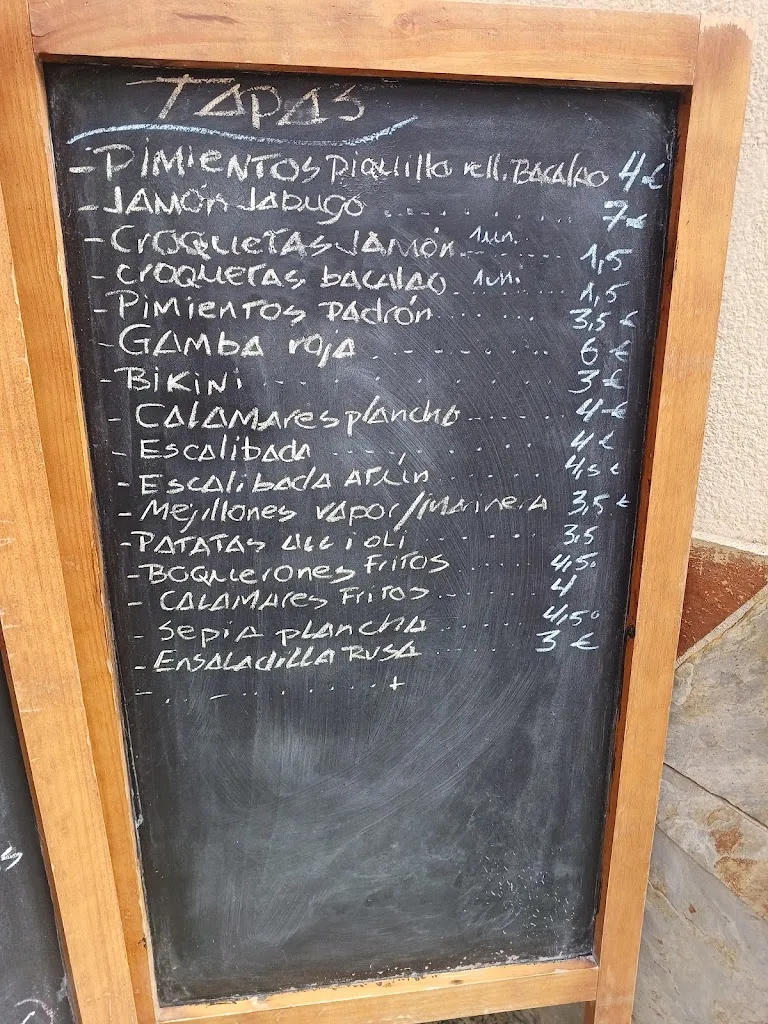 TAPAS
- PIMIENTOS piquillo rell. BACALAO 4 €
- JAMÓN JABUGO ........ 7 €
- CROQUETAS JAMÓN 1un. ........ 1,5
- CROQUETAS bacalao 1un. ........ 1,5
- PIMIENTOS PADRÓN ........ 3,5 €
- GAMBA roja ........ 6 €
- BIKINI ........ 3 €
- CALAMARES plancha ........ 4 €
- Escalibada ........ 4 €
- Escalibada ATÚN ........ 4,5 €
- Mejillones VAPOR/marinera 3,5 €
- PATATAS ALLIOLI ........ 3,5
- BOQUERONES FRITOS ........ 4,50
- CALAMARES FRITOS ........ 4
- Sepia plancha ........ 4,50
- ENSALADILLA RUSA ........ 3 €
- ........ +